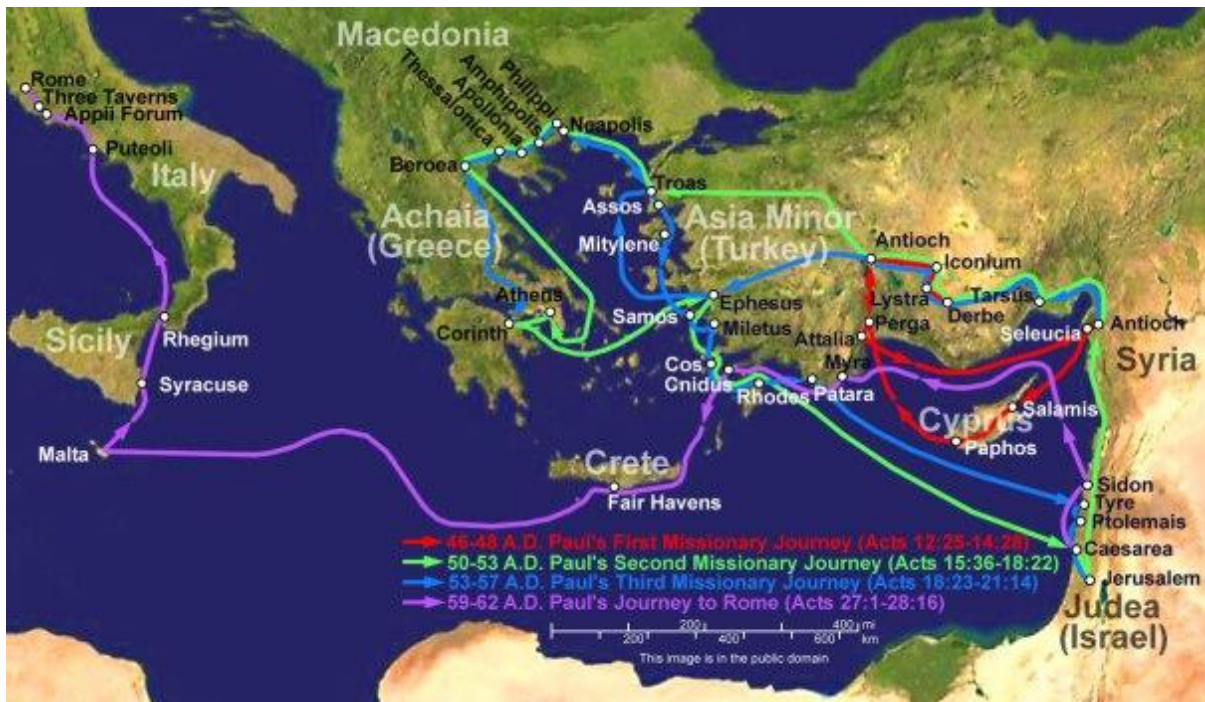 Macedonia
Rome
Three Taverns
Appii Forum
Puteoli
Italy
Philippi
Amphipolis
Apollonia
Thessalonica
Neapolis
Beroea
Troas
Assos
Mitylene
Achaia
(Greece)
Asia Minor
(Turkey)
Antioch
Iconium
Lystra
Derbe
Tarsus
Athens
Corinth
Ephesus
Samos
Miletus
Perga
Attalia
Myra
Seleucia
Antioch
Syria
Sicily
Rhegium
Syracuse
Cos
Cnidus
Rhodes
Patara
Salamis
Cyprus
Paphos
Malta
Crete
Fair Havens
Sidon
Tyre
Ptolemais
Caesarea
Jerusalem
Judea
(Israel)
46-48 A.D. Paul's First Missionary Journey (Acts 12:25-14:28)
50-53 A.D. Paul's Second Missionary Journey (Acts 15:36-18:22)
53-57 A.D. Paul's Third Missionary Journey (Acts 18:23-21:14)
59-62 A.D. Paul's Journey to Rome (Acts 27:1-28:16)
200 400 mi
200 400 600 km
This image is in the public domain